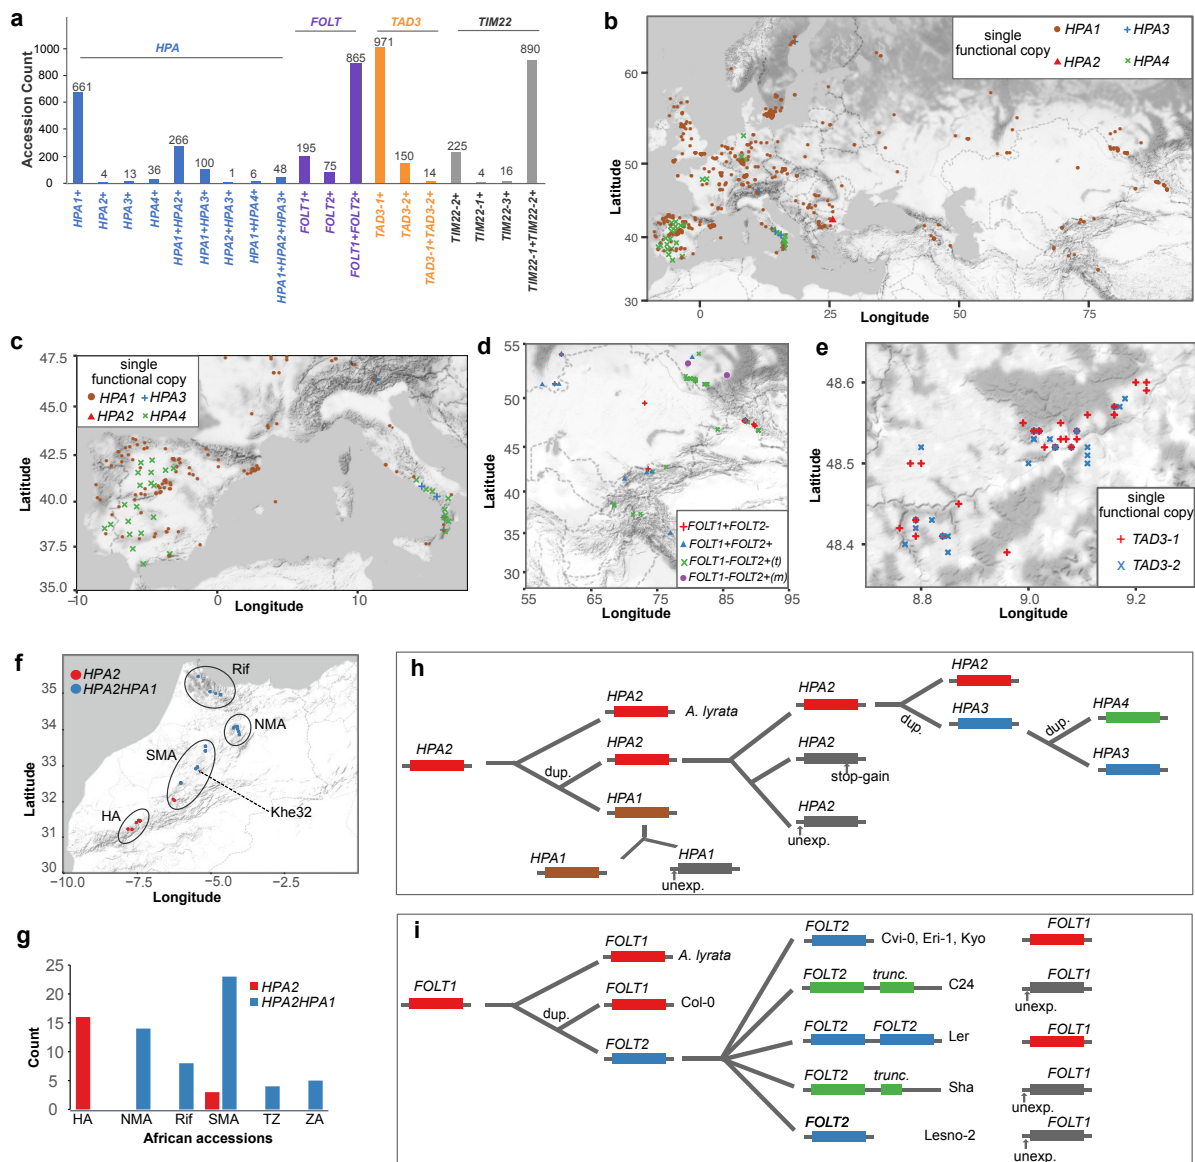 a
Accession Count
1000
800
600
400
200
0
HPA
FOLT
TAD3
TIM22
661
4
13
36
266
100
1
6
48
195
75
865
971
150
14
225
4
16
890
HPA1+
HPA2+
HPA3+
HPA4+
HPA1+HPA2+
HPA1+HPA3+
HPA2+HPA3+
HPA1+HPA4+
HPA1+HPA2+HPA3+
FOLT1+
FOLT2+
FOLT1+FOLT2+
TAD3-1+
TAD3-2+
TAD3-1+TAD3-2+
TIM22-2+
TIM22-1+
TIM22-3+
TIM22-1+TIM22-2+
b
single
functional copy
HPA1
HPA3
HPA2
HPA4
Latitude
60
50
40
30
0
25
50
75
Longitude
c
single
functional copy
HPA1
HPA3
HPA2
HPA4
Latitude
47.5
45.0
42.5
40.0
37.5
35.0
-10
-5
0
5
10
15
Longitude
d
Latitude
55
50
45
40
35
30
FOLT1+FOLT2-
FOLT1+FOLT2+
FOLT1-FOLT2+(t)
FOLT1-FOLT2+(m)
55
65
75
85
95
Longitude
e
Latitude
48.6
48.5
48.4
single
functional copy
TAD3-1
TAD3-2
8.8
9.0
9.2
Longitude
f
HPA2
HPA2HPA1
Rif
NMA
SMA
HA
Khe32
Latitude
35
34
33
32
31
30
-10.0
-7.5
-5.0
-2.5
Longitude
g
HPA2
HPA2HPA1
Count
25
20
15
10
5
0
HA
NMA
Rif
SMA
TZ
ZA
African accessions
h
HPA2
HPA2
A. lyrata
dup.
HPA2
HPA1
HPA1
HPA1
unexp.
HPA2
HPA2
stop-gain
HPA2
unexp.
dup.
HPA2
HPA3
dup.
HPA4
HPA3
i
FOLT1
FOLT1
A. lyrata
dup.
FOLT1
Col-0
FOLT2
FOLT2
Cvi-0, Eri-1, Kyo
FOLT1
FOLT2
trunc.
C24
FOLT1
unexp.
FOLT2
FOLT2
Ler
FOLT1
FOLT2
trunc.
Sha
FOLT1
unexp.
FOLT2
Lesno-2
FOLT1
unexp.